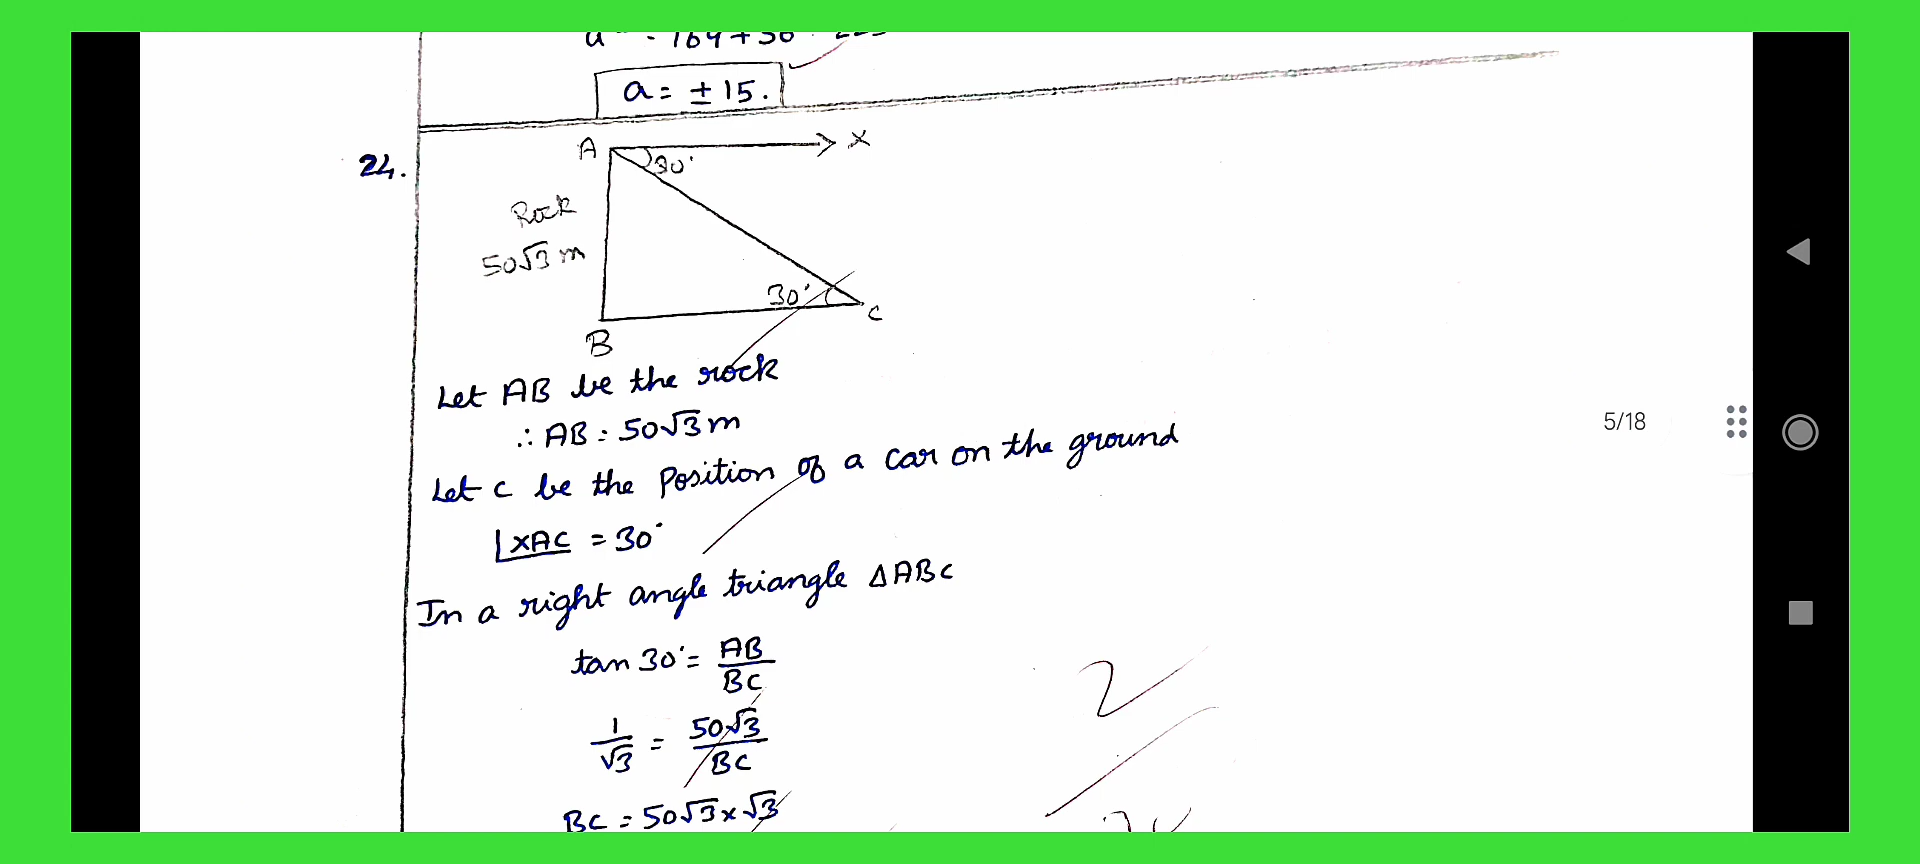 a = ± 15.
24.
A
X
30°
Rock
50√3 m
30°
C
B
Let AB be the rock
∴ AB = 50√3 m
Let C be the Position of a car on the ground
∠XAC = 30°
In a right angle triangle ΔABC
tan 30° = AB/BC
1/√3 = 50√3/BC
BC = 50√3 x √3
2
5/18